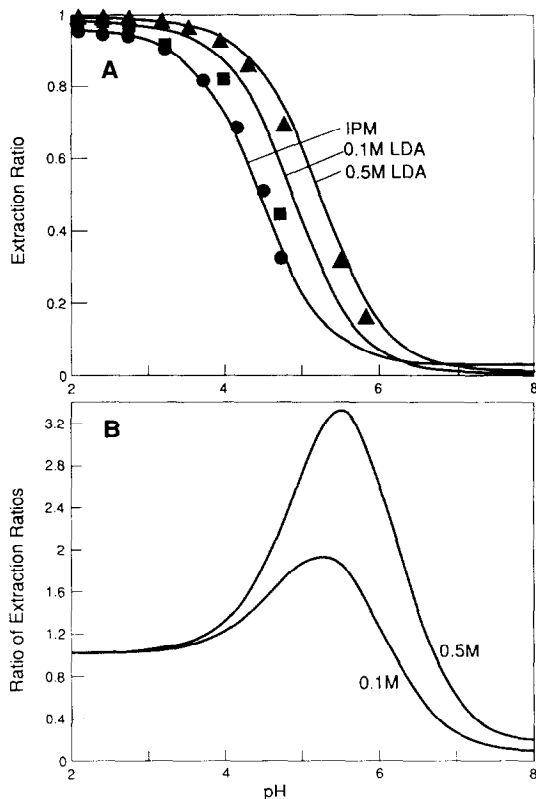 A
Extraction Ratio
1
0.8
0.6
0.4
0.2
0
IPM
0.1M LDA
0.5M LDA
2 4 6 8
B
Ratio of Extraction Ratios
3.2
2.8
2.4
2
1.6
1.2
0.8
0.4
0
0.5M
0.1M
2 4 6 8
pH